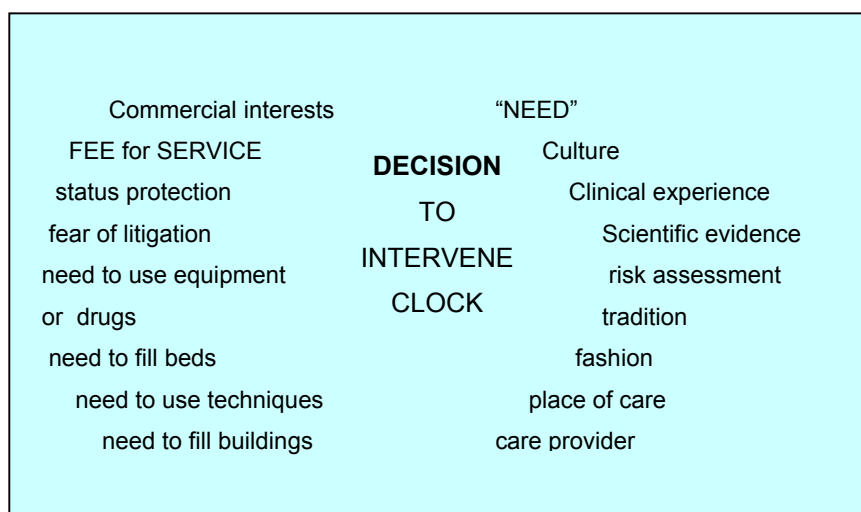 Commercial interests
FEE for SERVICE
status protection
fear of litigation
need to use equipment
or drugs
need to fill beds
need to use techniques
need to fill buildings
DECISION
TO
INTERVENE
CLOCK
“NEED”
Culture
Clinical experience
Scientific evidence
risk assessment
tradition
fashion
place of care
care provider